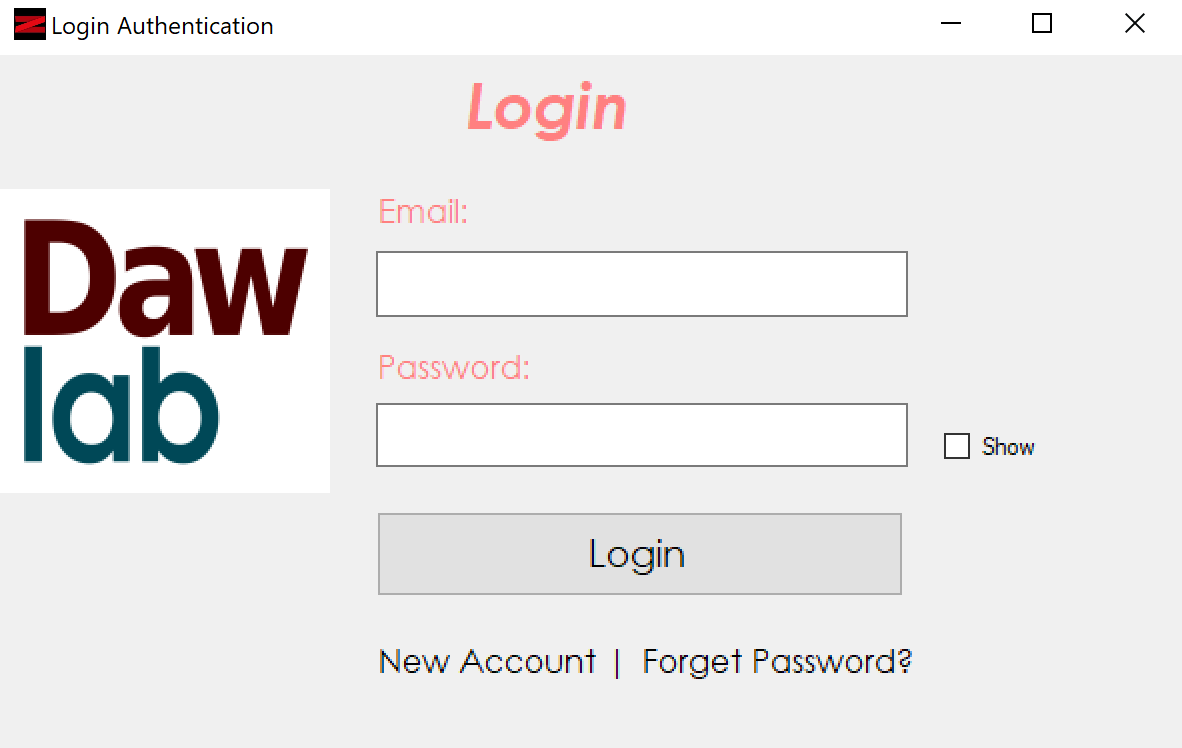 Login Authentication
Login
Daw
lab
Email:
Password:
Show
Login
New Account | Forget Password?